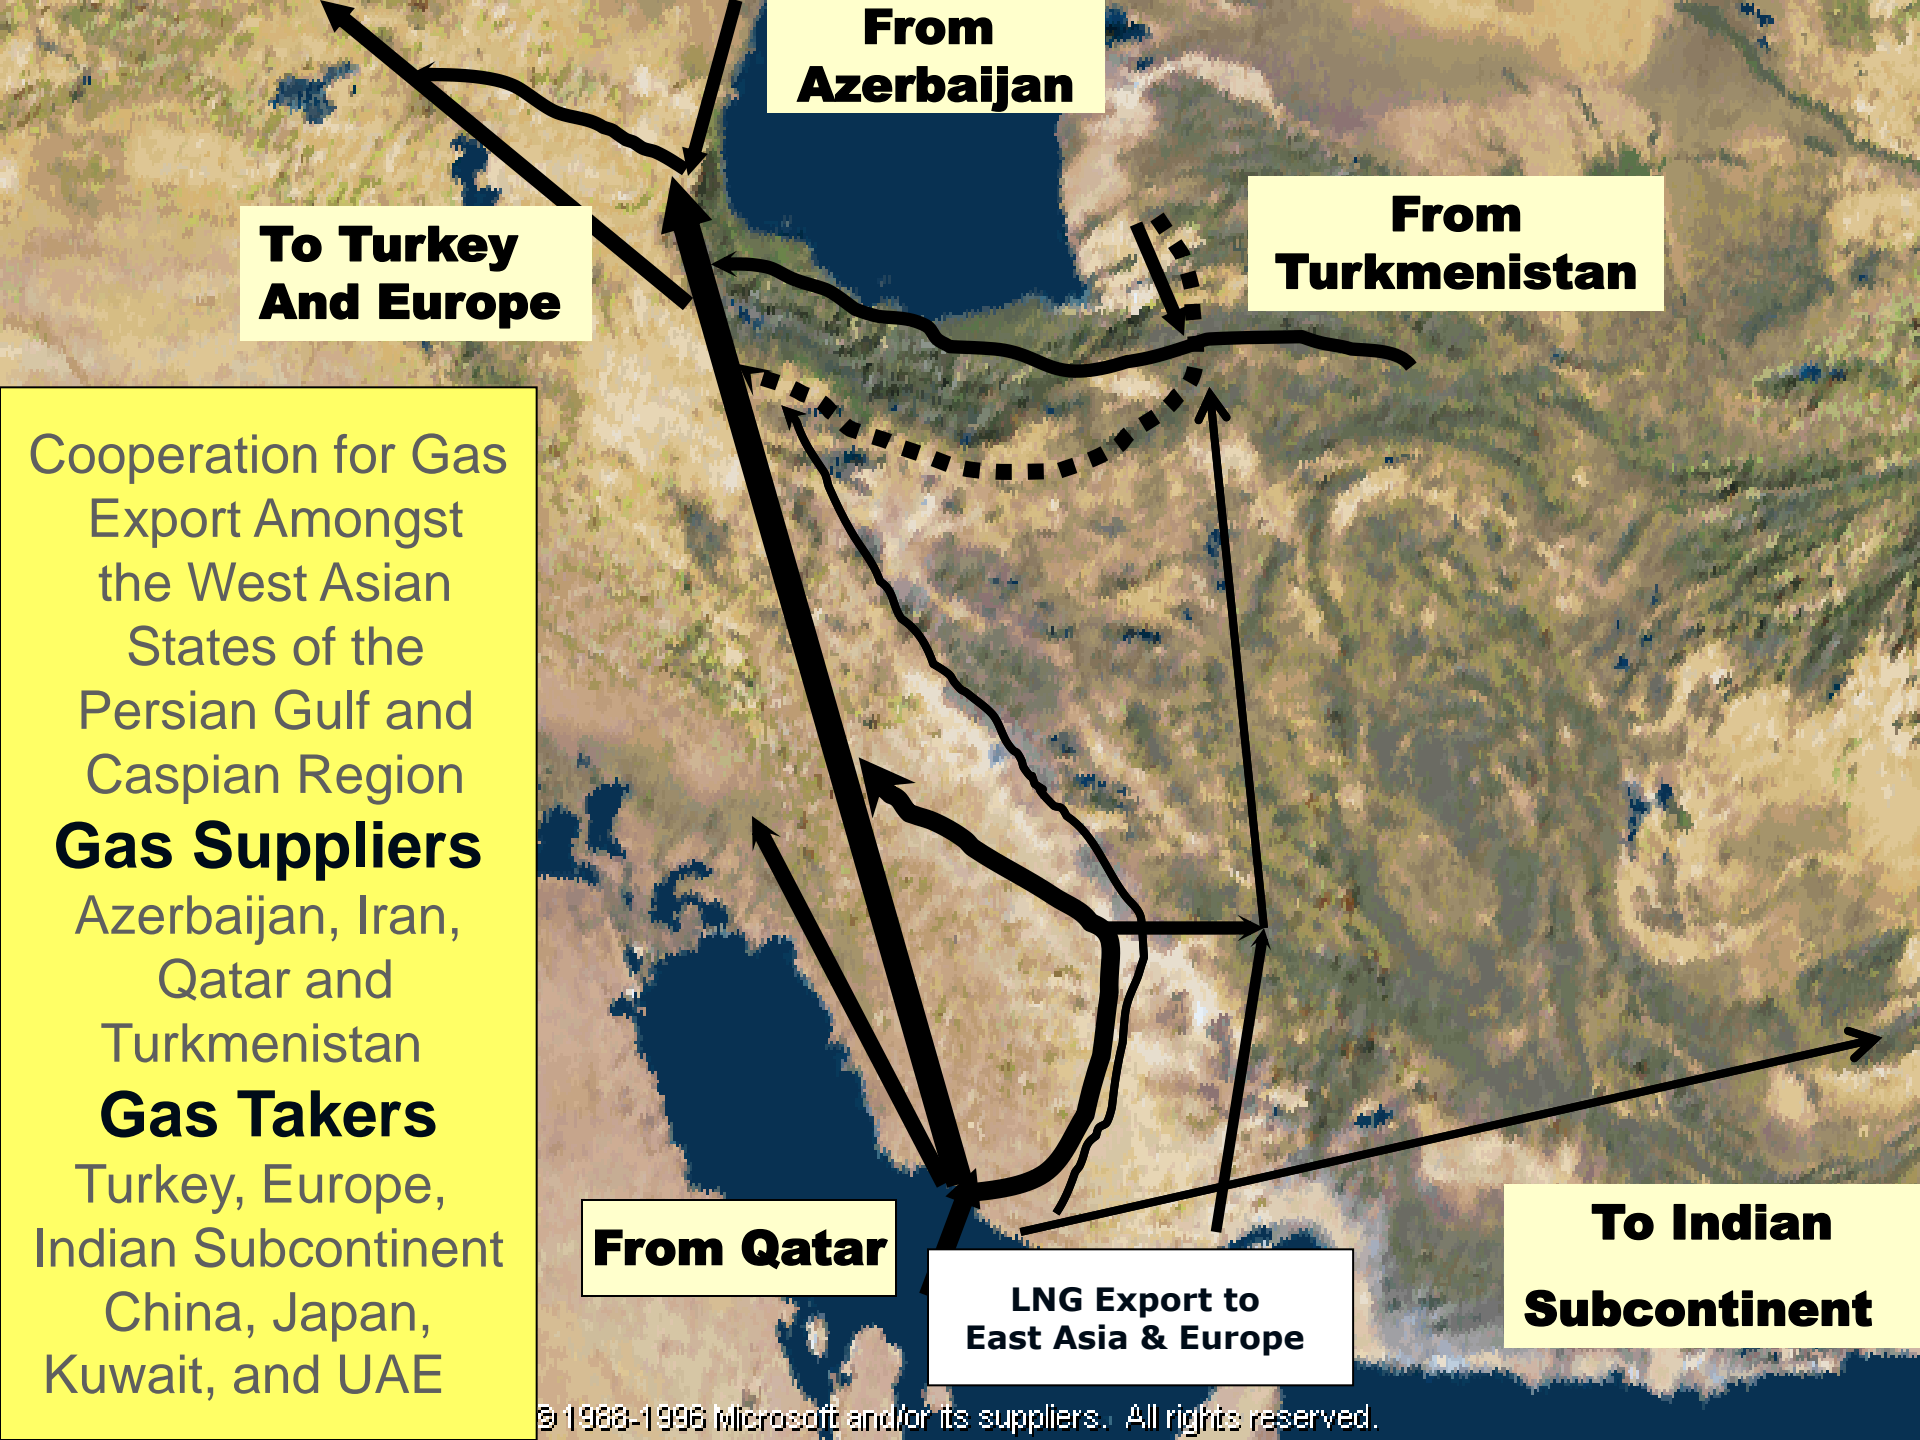 From
Azerbaijan
From
Turkmenistan
To Turkey
And Europe
Cooperation for Gas
Export Amongst
the West Asian
States of the
Persian Gulf and
Caspian Region
Gas Suppliers
Azerbaijan, Iran,
Qatar and
Turkmenistan
Gas Takers
Turkey, Europe,
Indian Subcontinent
China, Japan,
Kuwait, and UAE
From Qatar
LNG Export to
East Asia & Europe
To Indian
Subcontinent
© 1988-1996 Microsoft and/or its suppliers. All rights reserved.